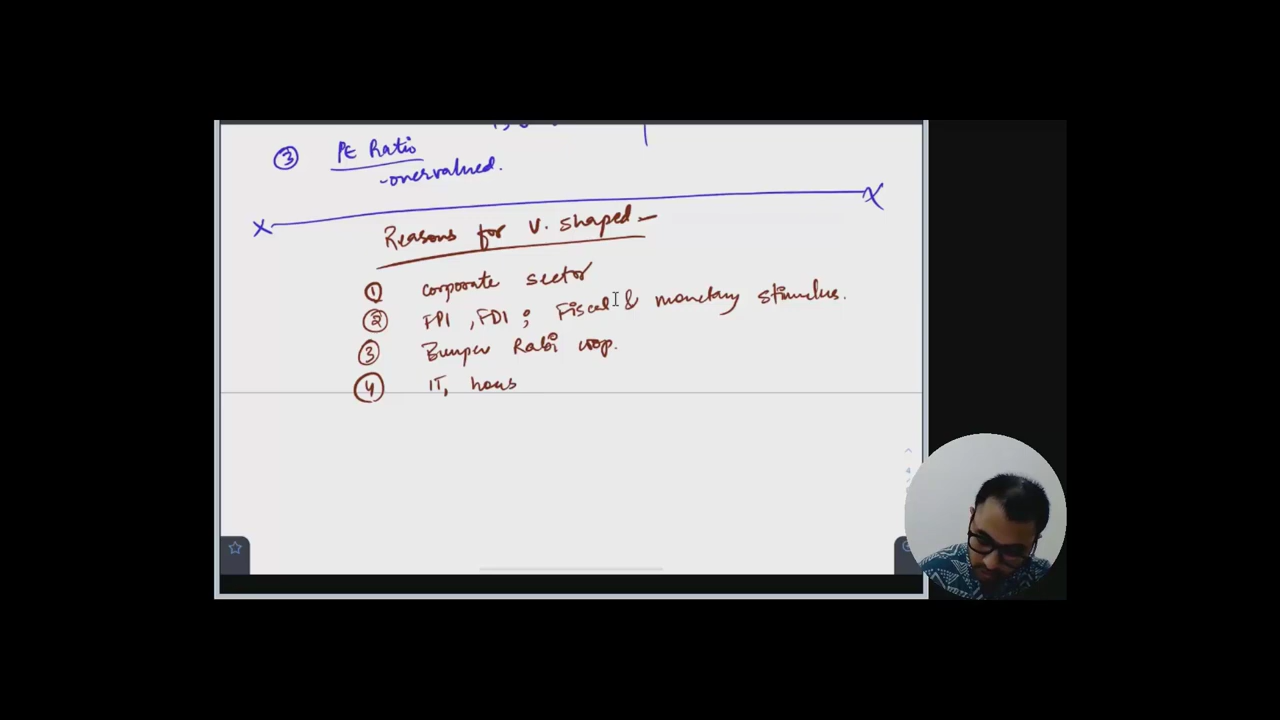 ③ PE Ratio
- overvalued.
x x
Reasons for V. shaped -
① corporate sector
② FPI, FDI ; Fiscal & monetary stimulus.
③ Bumper Rabi crop.
④ IT, hous